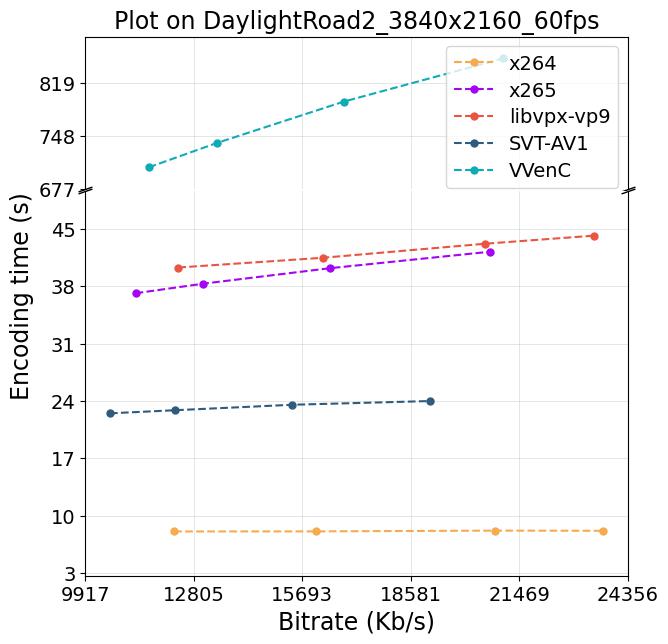 Plot on DaylightRoad2_3840x2160_60fps
x264
x265
libvpx-vp9
SVT-AV1
VVenC
819
748
677
45
38
31
24
17
10
3
Encoding time (s)
9917 12805 15693 18581 21469 24356
Bitrate (Kb/s)